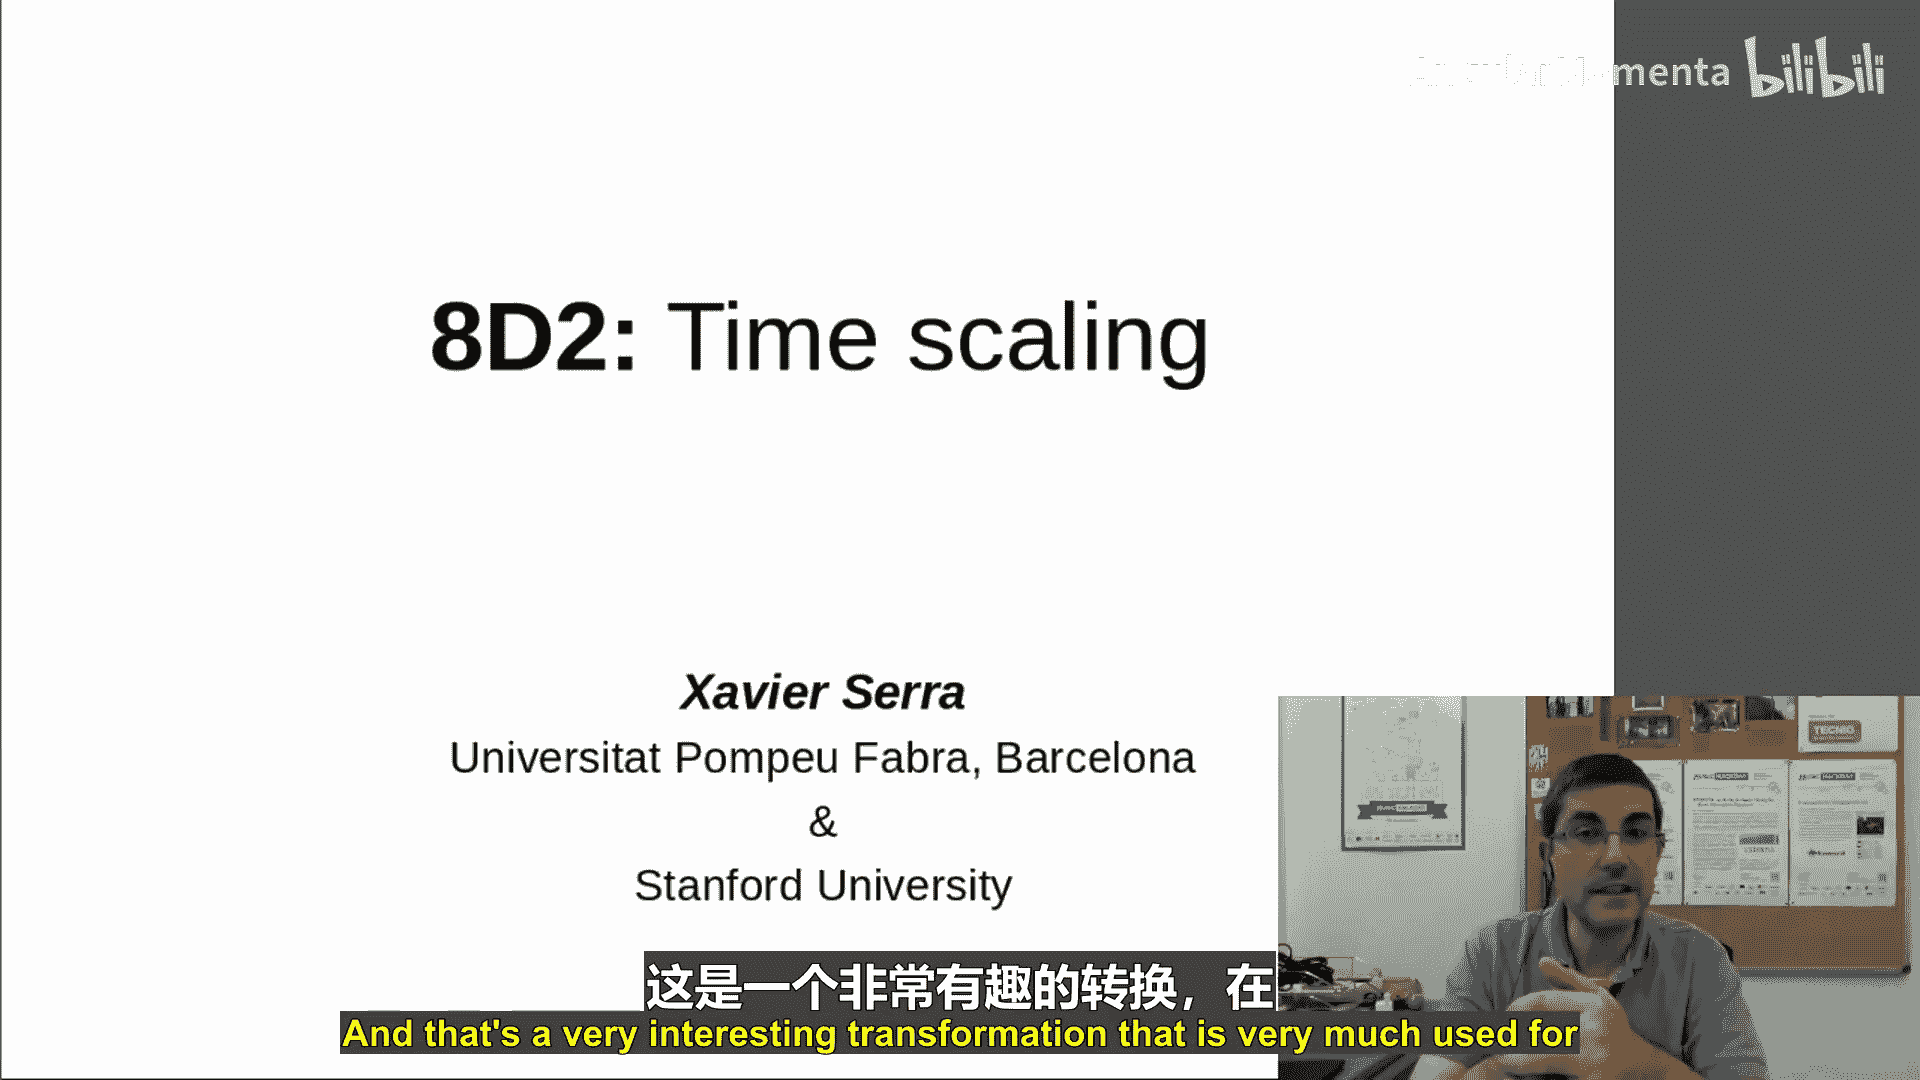 menta bilibili
8D2: Time scaling
Xavier Serra
Universitat Pompeu Fabra, Barcelona
&
Stanford University
TECNIO
这是一个非常有趣的转换，在
And that's a very interesting transformation that is very much used for